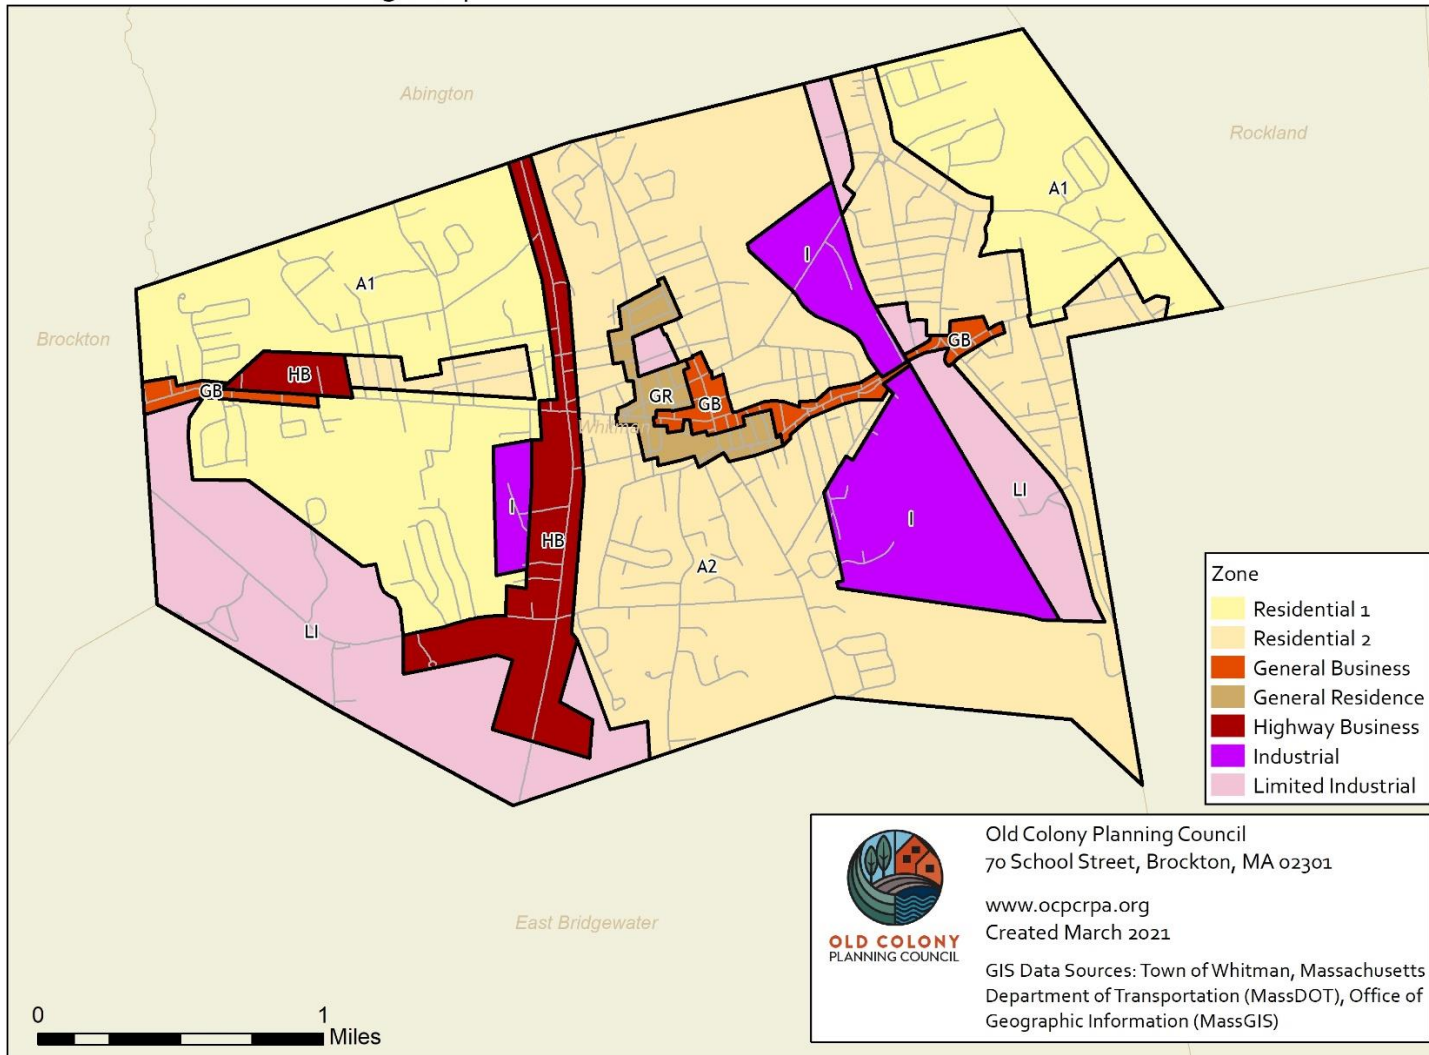 Abington
Rockland
A1
A1
I
Brockton
GB
HB
GB
GR
GB
Whitman
LI
I
I
HB
A2
LI
Zone
Residential 1
Residential 2
General Business
General Residence
Highway Business
Industrial
Limited Industrial
East Bridgewater
OLD COLONY
PLANNING COUNCIL
Old Colony Planning Council
70 School Street, Brockton, MA 02301
www.ocpcrpa.org
Created March 2021
GIS Data Sources: Town of Whitman, Massachusetts
Department of Transportation (MassDOT), Office of
Geographic Information (MassGIS)
0 1
Miles